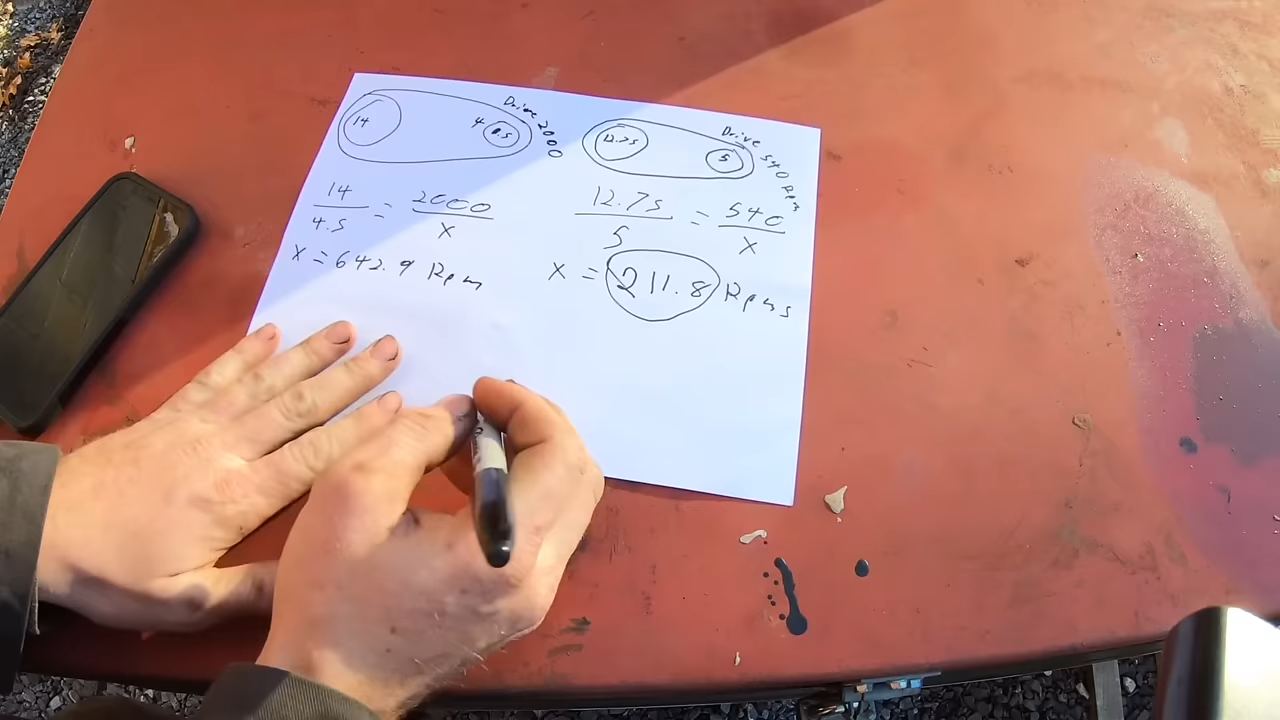 14
4
8.5
Drive 2000
14
4.5
=
2000
X
X = 642.9 Rpm
12.75
5
Drive 540 Rpm
12.75
5
=
540
X
X = 211.8 Rpms